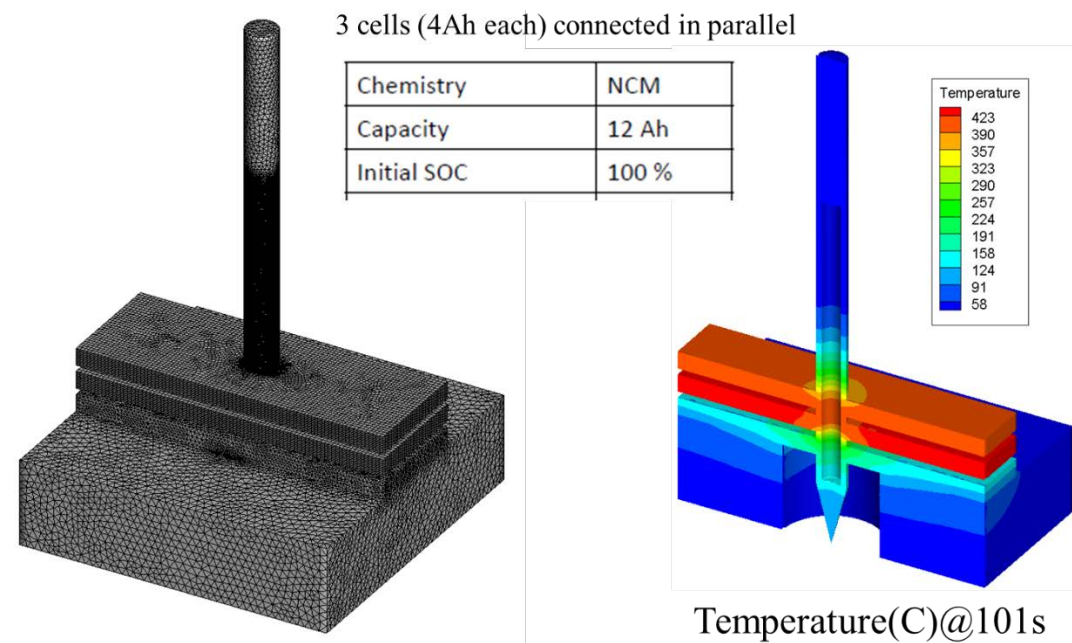 3 cells (4Ah each) connected in parallel
Chemistry NCM
Capacity 12 Ah
Initial SOC 100 %
Temperature
423
390
357
323
290
257
224
191
158
124
91
58
Temperature(C)@101s